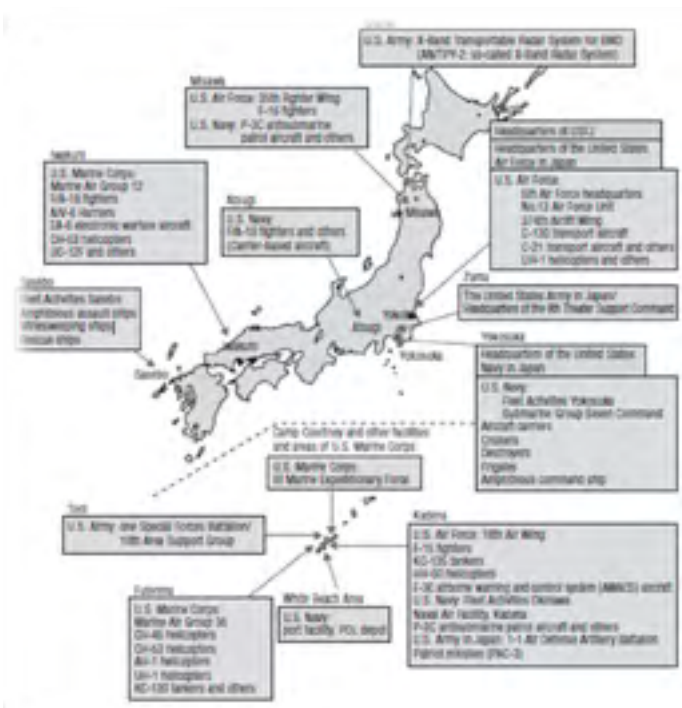 U.S. Army: X-Band Transportable Radar System for BMD
(AN/TPY-2: so-called X-Band Radar System)
Misawa
U.S. Air Force: 35th Fighter Wing
F-16 fighters
U.S. Navy: P-3C antisubmarine
patrol aircraft and others
Headquarters of USFJ
Headquarters of the United States
Air Force in Japan
U.S. Air Force:
5th Air Force headquarters
No.13 Air Force Unit
374th Airlift Wing
C-130 transport aircraft
C-21 transport aircraft and others
UH-1 helicopters and others
Iwakuni
U.S. Marine Corps:
Marine Air Group 12
F/A-18 fighters
A/V-8 Harriers
EA-6 electronic warfare aircraft
CH-53 helicopters
UC-12F and others
Atsugi
U.S. Navy:
F/A-18 fighters and others
(Carrier-based aircraft)
Misawa
Zama
The United States Army in Japan/
Headquarters of the 9th Theater Support Command
Sasebo
Fleet Activities Sasebo
Amphibious assault ships
Minesweeping ships
Rescue ships
Yokota
Atsugi
Iwakuni
Yokosuka
Sasebo
Yokosuka
Headquarters of the United States
Navy in Japan
U.S. Navy:
Fleet Activities Yokosuka
Submarine Group Seven Command
Aircraft carriers
Cruisers
Destroyers
Frigates
Amphibious command ship
Camp Courtney and other facilities
and areas of U.S. Marine Corps
U.S. Marine Corps:
III Marine Expeditionary Force
Torii
U.S. Army: one Special Forces Battalion/
10th Area Support Group
Kadena
U.S. Air Force: 18th Air Wing
F-15 fighters
KC-135 tankers
HH-60 helicopters
E-3C airborne warning and control system (AWACS) aircraft
U.S. Navy: Fleet Activities Okinawa
Naval Air Facility, Kadena
P-3C antisubmarine patrol aircraft and others
U.S. Army in Japan: 1-1 Air Defense Artillery Battalion
Patriot missiles (PAC-3)
Futenma
U.S. Marine Corps:
Marine Air Group 36
CH-46 helicopters
CH-53 helicopters
AH-1 helicopters
UH-1 helicopters
KC-130 tankers and others
White Beach Area
U.S. Navy:
port facility, POL depot